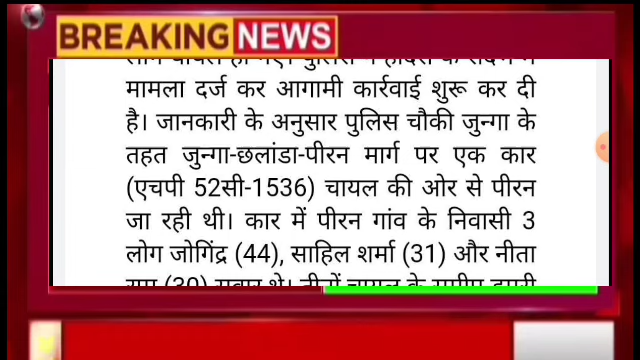 BREAKING NEWS
मामला दर्ज कर आगामी कार्रवाई शुरू कर दी
है। जानकारी के अनुसार पुलिस चौकी जुन्गा के
तहत जुन्गा-छलांडा-पीरन मार्ग पर एक कार
(एचपी 52सी-1536) चायल की ओर से पीरन
जा रही थी। कार में पीरन गांव के निवासी 3
लोग जोगिंद्र (44), साहिल शर्मा (31) और नीता